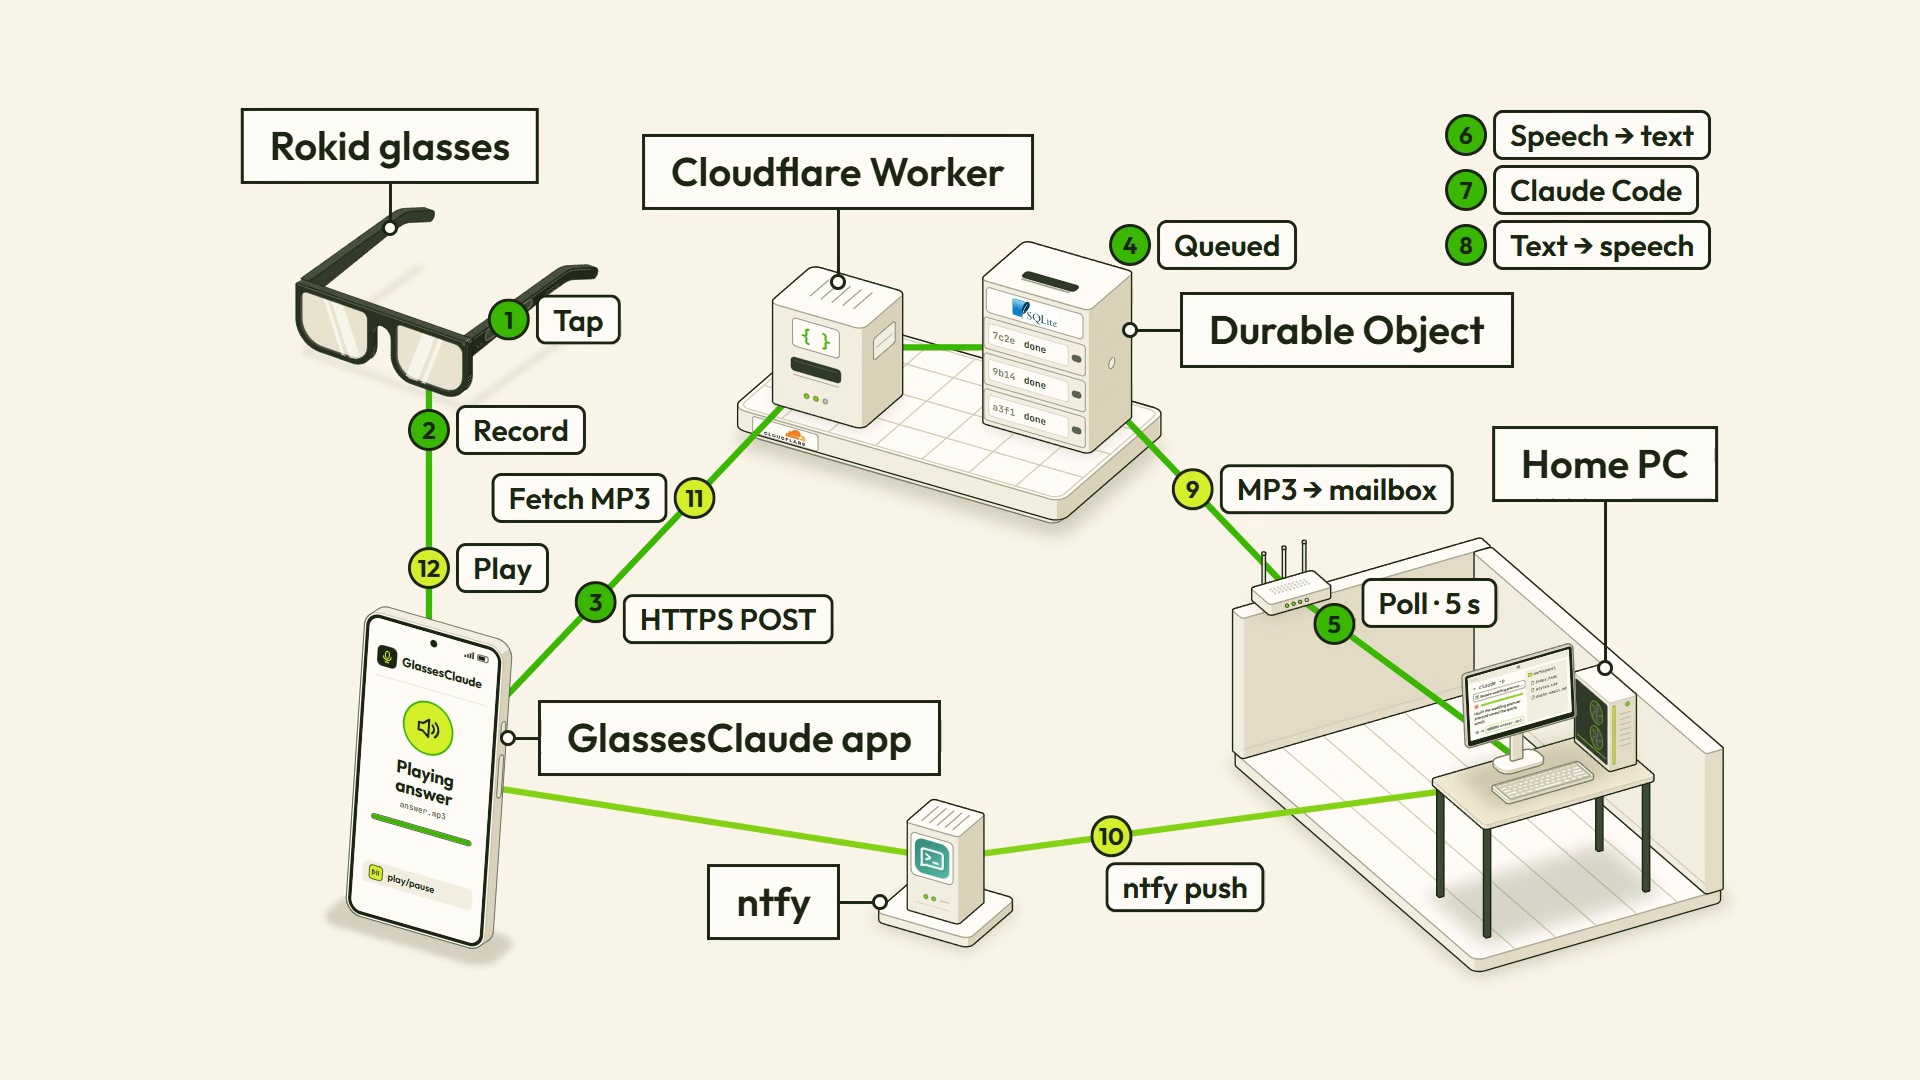 Rokid glasses
Cloudflare Worker
6 Speech → text
7 Claude Code
8 Text → speech
4 Queued
1 Tap
Durable Object
{ }
SQLite
7c2e done
9b14 done
a3f1 done
CLOUDFLARE
2 Record
Fetch MP3 11
9 MP3 → mailbox
Home PC
12 Play
3 HTTPS POST
5 Poll · 5 s
GlassesClaude
Playing
answer
answer.mp3
play/pause
GlassesClaude app
claude -p
10
ntfy push
ntfy